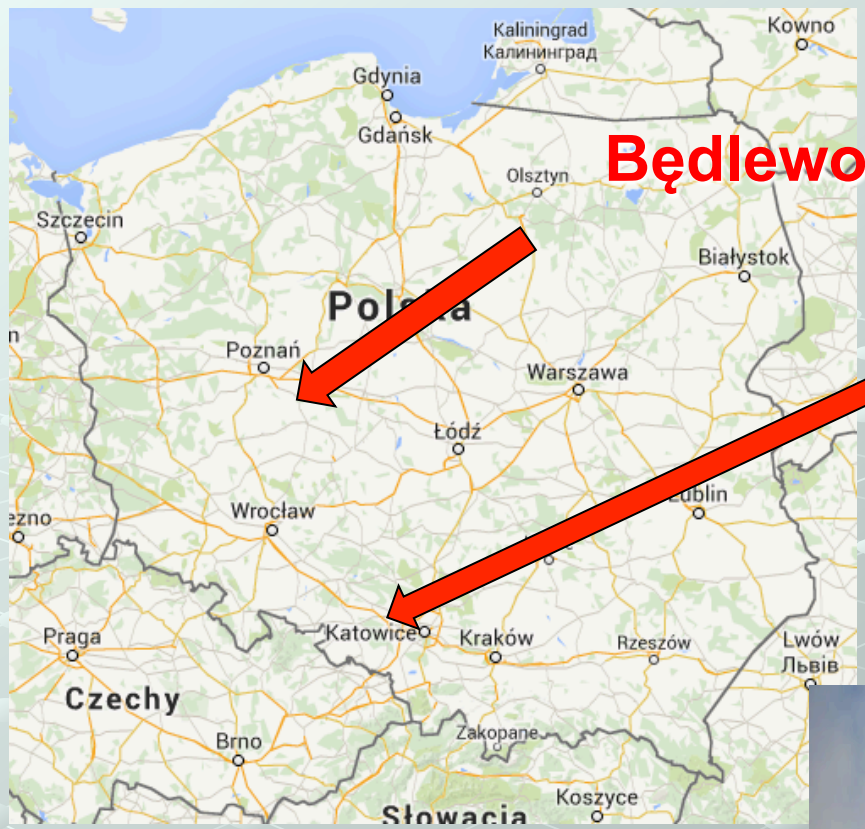 Kaliningrad
Калининград
Kowno
Gdynia
Gdańsk
Olsztyn
Będlewo
Szczecin
Białystok
Polska
Poznań
Warszawa
Łódź
Wrocław
Lublin
Katowice
Kraków
Rzeszów
Lwów
Львів
Praga
Czechy
Zakopane
Brno
Koszyce
Słowacja